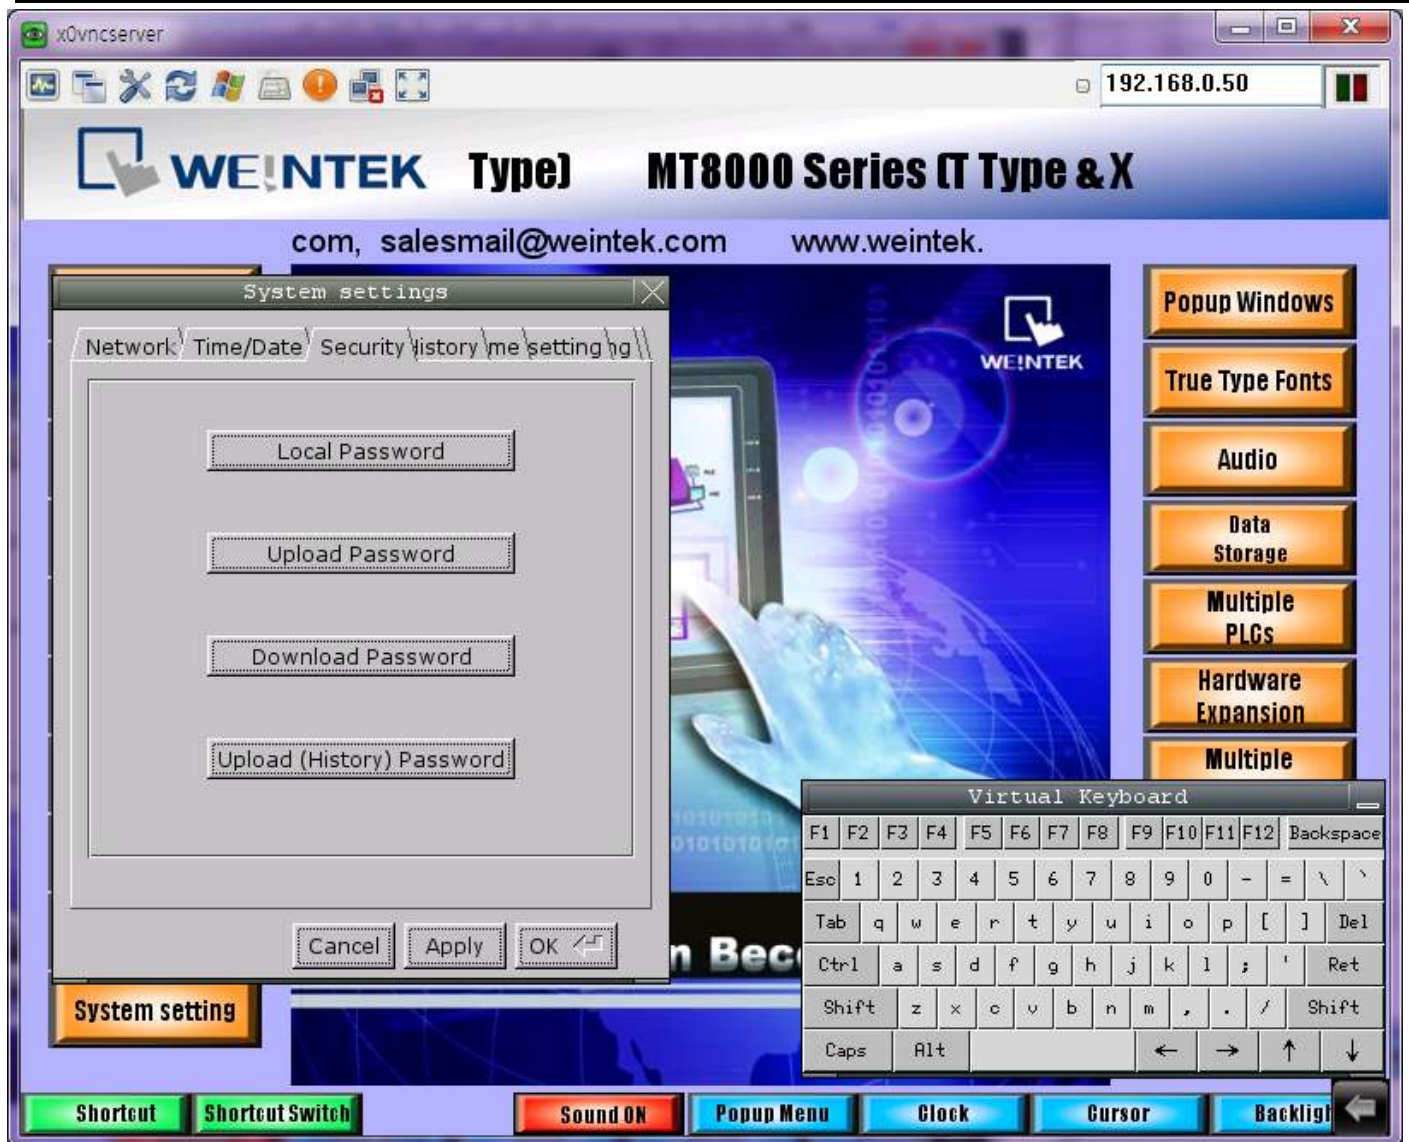 x0vncserver
192.168.0.50
WEINTEK Type) MT8000 Series (T Type & X
com, salesmail@weintek.com www.weintek.
System settings
Network Time/Date Security istory me setting ng
Local Password
Upload Password
Download Password
Upload (History) Password
Cancel Apply OK
System setting
WEINTEK
n Bec
Popup Windows
True Type Fonts
Audio
Data
Storage
Multiple
PLCs
Hardware
Expansion
Multiple
Virtual Keyboard
F1 F2 F3 F4 F5 F6 F7 F8 F9 F10 F11 F12 Backspace
Esc 1 2 3 4 5 6 7 8 9 0 - = \ `
Tab q w e r t y u i o p [ ] Del
Ctrl a s d f g h j k l ; ' Ret
Shift z x c v b n m , . / Shift
Caps Alt ← → ↑ ↓
Shortcut Shortcut Switch Sound ON Popup Menu Clock Cursor Backligh